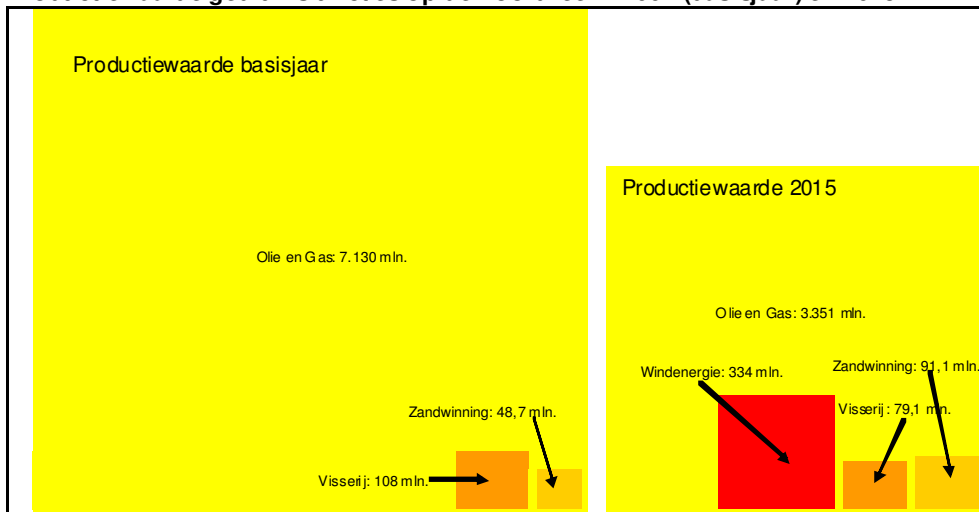 Productiewaarde basisjaar
Olie en Gas: 7.130 mln.
Zandwinning: 48,7 mln.
Visserij: 108 mln.
Productiewaarde 2015
Olie en Gas: 3.351 mln.
Windenergie: 334 mln.
Zandwinning: 91,1 mln.
Visserij: 79,1 mln.